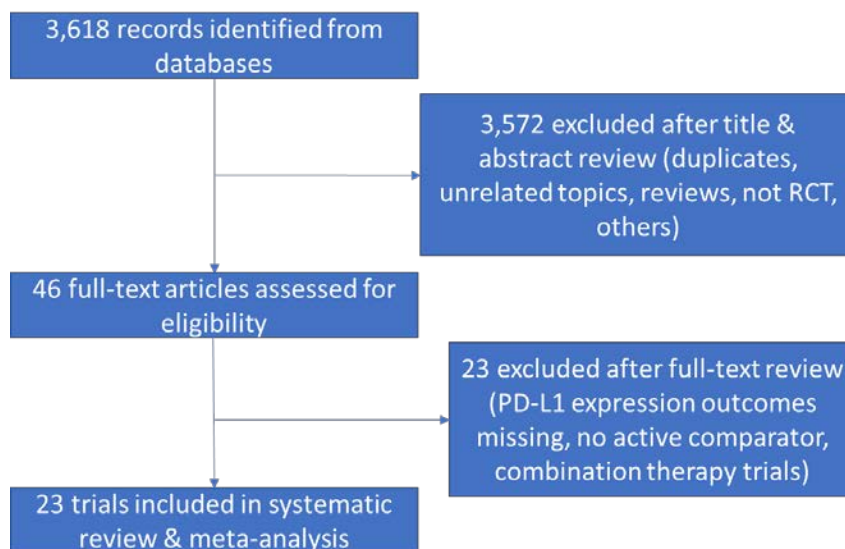 3,618 records identified from
databases
3,572 excluded after title &
abstract review (duplicates,
unrelated topics, reviews, not RCT,
others)
46 full-text articles assessed for
eligibility
23 excluded after full-text review
(PD-L1 expression outcomes
missing, no active comparator,
combination therapy trials)
23 trials included in systematic
review & meta-analysis